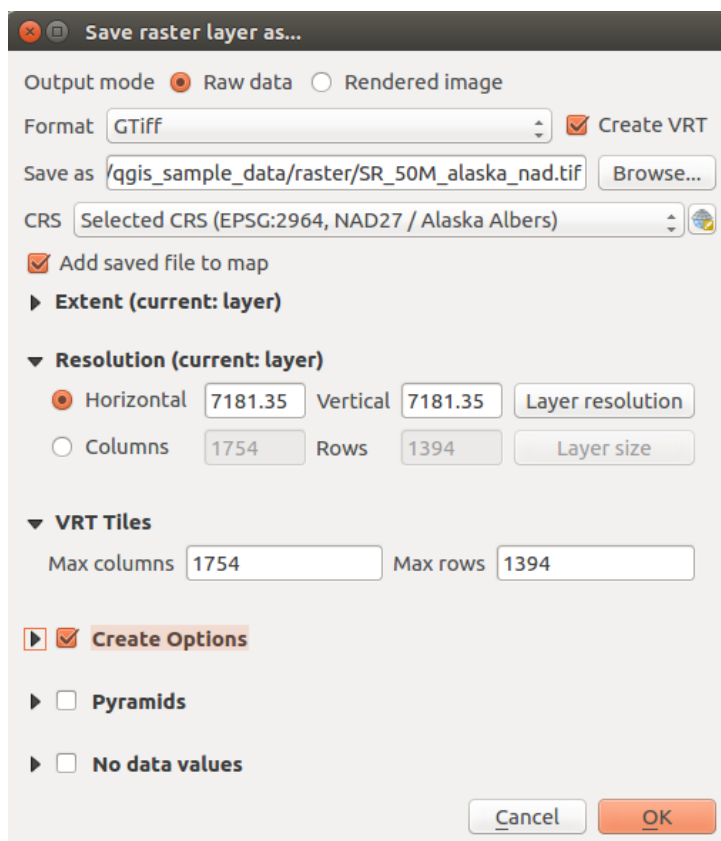 Save raster layer as...
Output mode Raw data Rendered image
Format GTiff Create VRT
Save as /qgis_sample_data/raster/SR_50M_alaska_nad.tif Browse...
CRS Selected CRS (EPSG:2964, NAD27 / Alaska Albers)
Add saved file to map
Extent (current: layer)
Resolution (current: layer)
Horizontal 7181.35 Vertical 7181.35 Layer resolution
Columns 1754 Rows 1394 Layer size
VRT Tiles
Max columns 1754 Max rows 1394
Create Options
Pyramids
No data values
Cancel OK